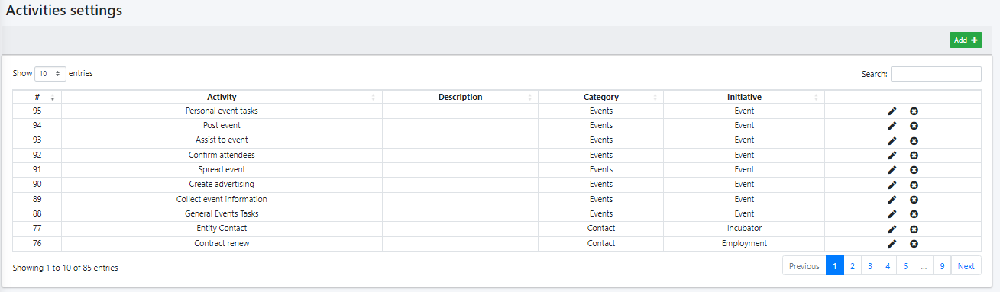 Activities settings
Add +
Show 10 entries Search:
# Activity Description Category Initiative
95 Personal event tasks Events Event
94 Post event Events Event
93 Assist to event Events Event
92 Confirm attendees Events Event
91 Spread event Events Event
90 Create advertising Events Event
89 Collect event information Events Event
88 General Events Tasks Events Event
77 Entity Contact Contact Incubator
76 Contract renew Contact Employment
Showing 1 to 10 of 85 entries Previous 1 2 3 4 5 ... 9 Next